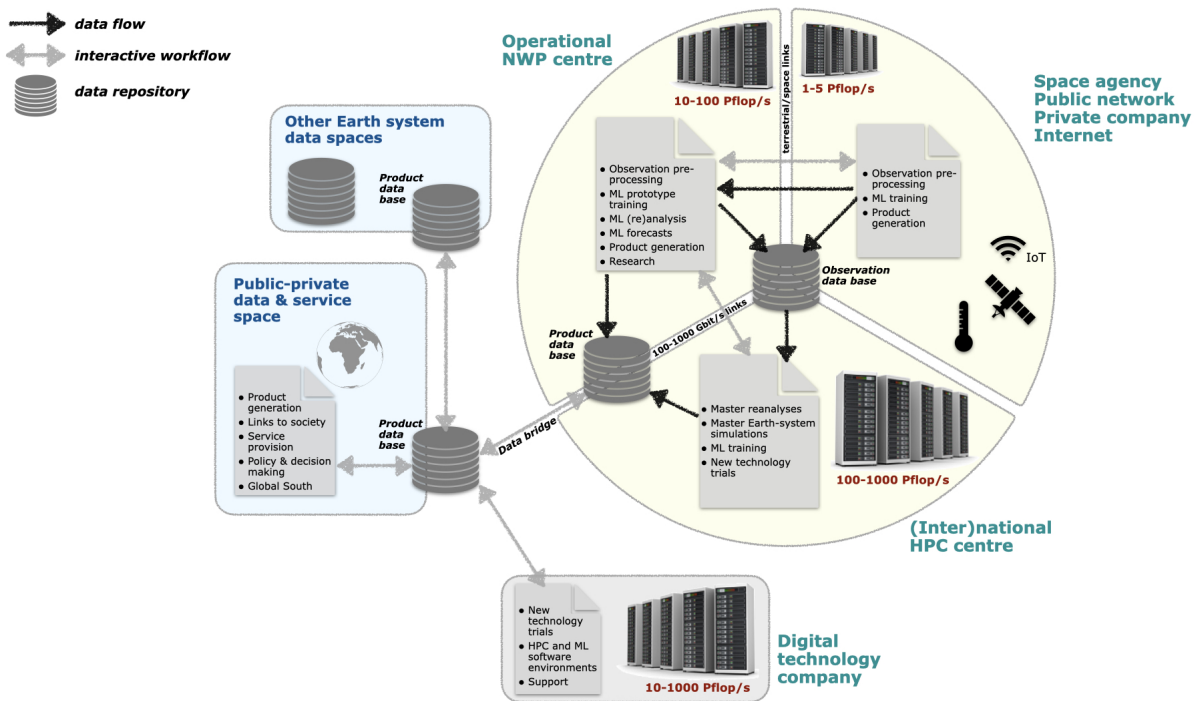 data flow
interactive workflow
data repository
Operational
NWP centre
10-100 Pflop/s
1-5 Pflop/s
terrestrial/space links
Space agency
Public network
Private company
Internet
Other Earth system
data spaces
Product
data
base
● Observation pre-
processing
● ML prototype
training
● ML (re)analysis
● ML forecasts
● Product generation
● Research
● Observation pre-
processing
● ML training
● Product
generation
IoT
Observation
data base
Public-private
data & service
space
● Product
generation
● Links to society
● Service
provision
● Policy & decision
making
● Global South
Product
data
base
Data bridge
Product
data
base
100-1000 Gbit/s links
● Master reanalyses
● Master Earth-system
simulations
● ML training
● New technology
trials
100-1000 Pflop/s
(Inter)national
HPC centre
● New
technology
trials
● HPC and ML
software
environments
● Support
10-1000 Pflop/s
Digital
technology
company